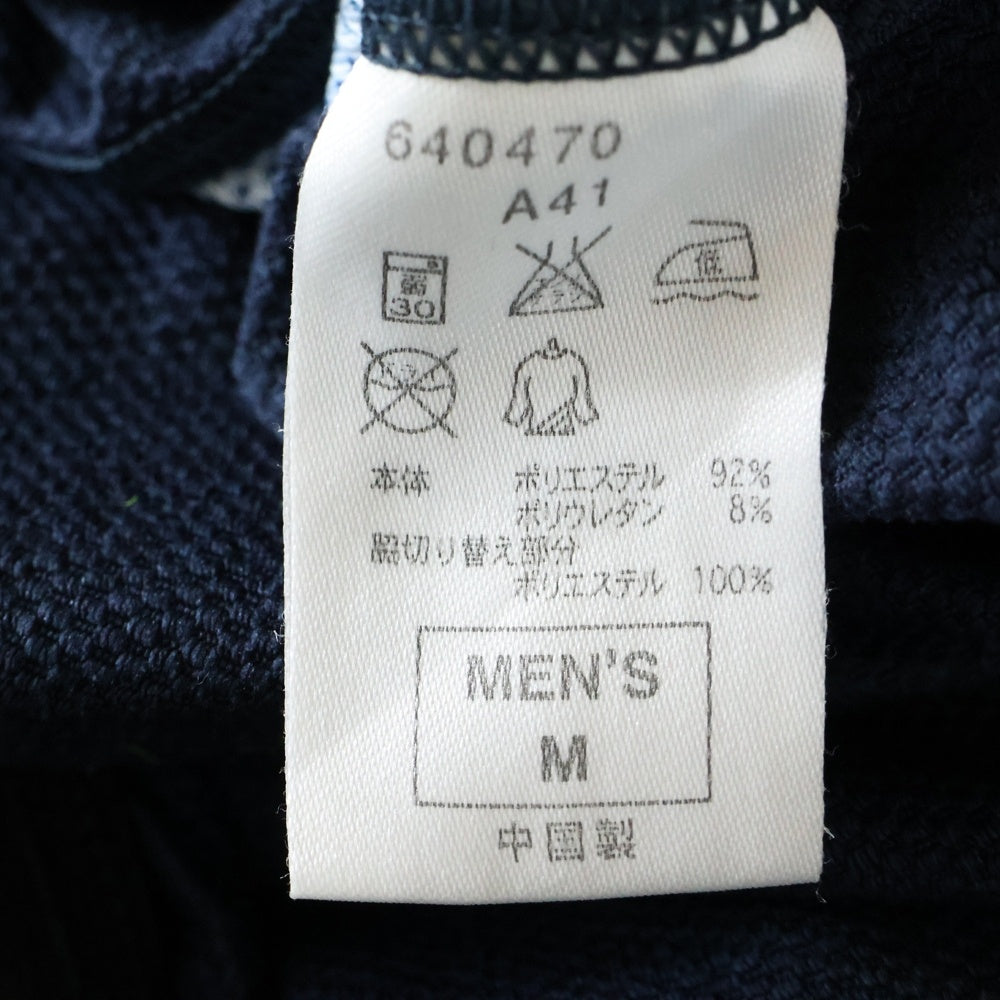 640470
A41
弱
30
低
本体 ポリエステル 92%
ポリウレタン 8%
脇切り替え部分
ポリエステル 100%
MEN'S
M
中国製